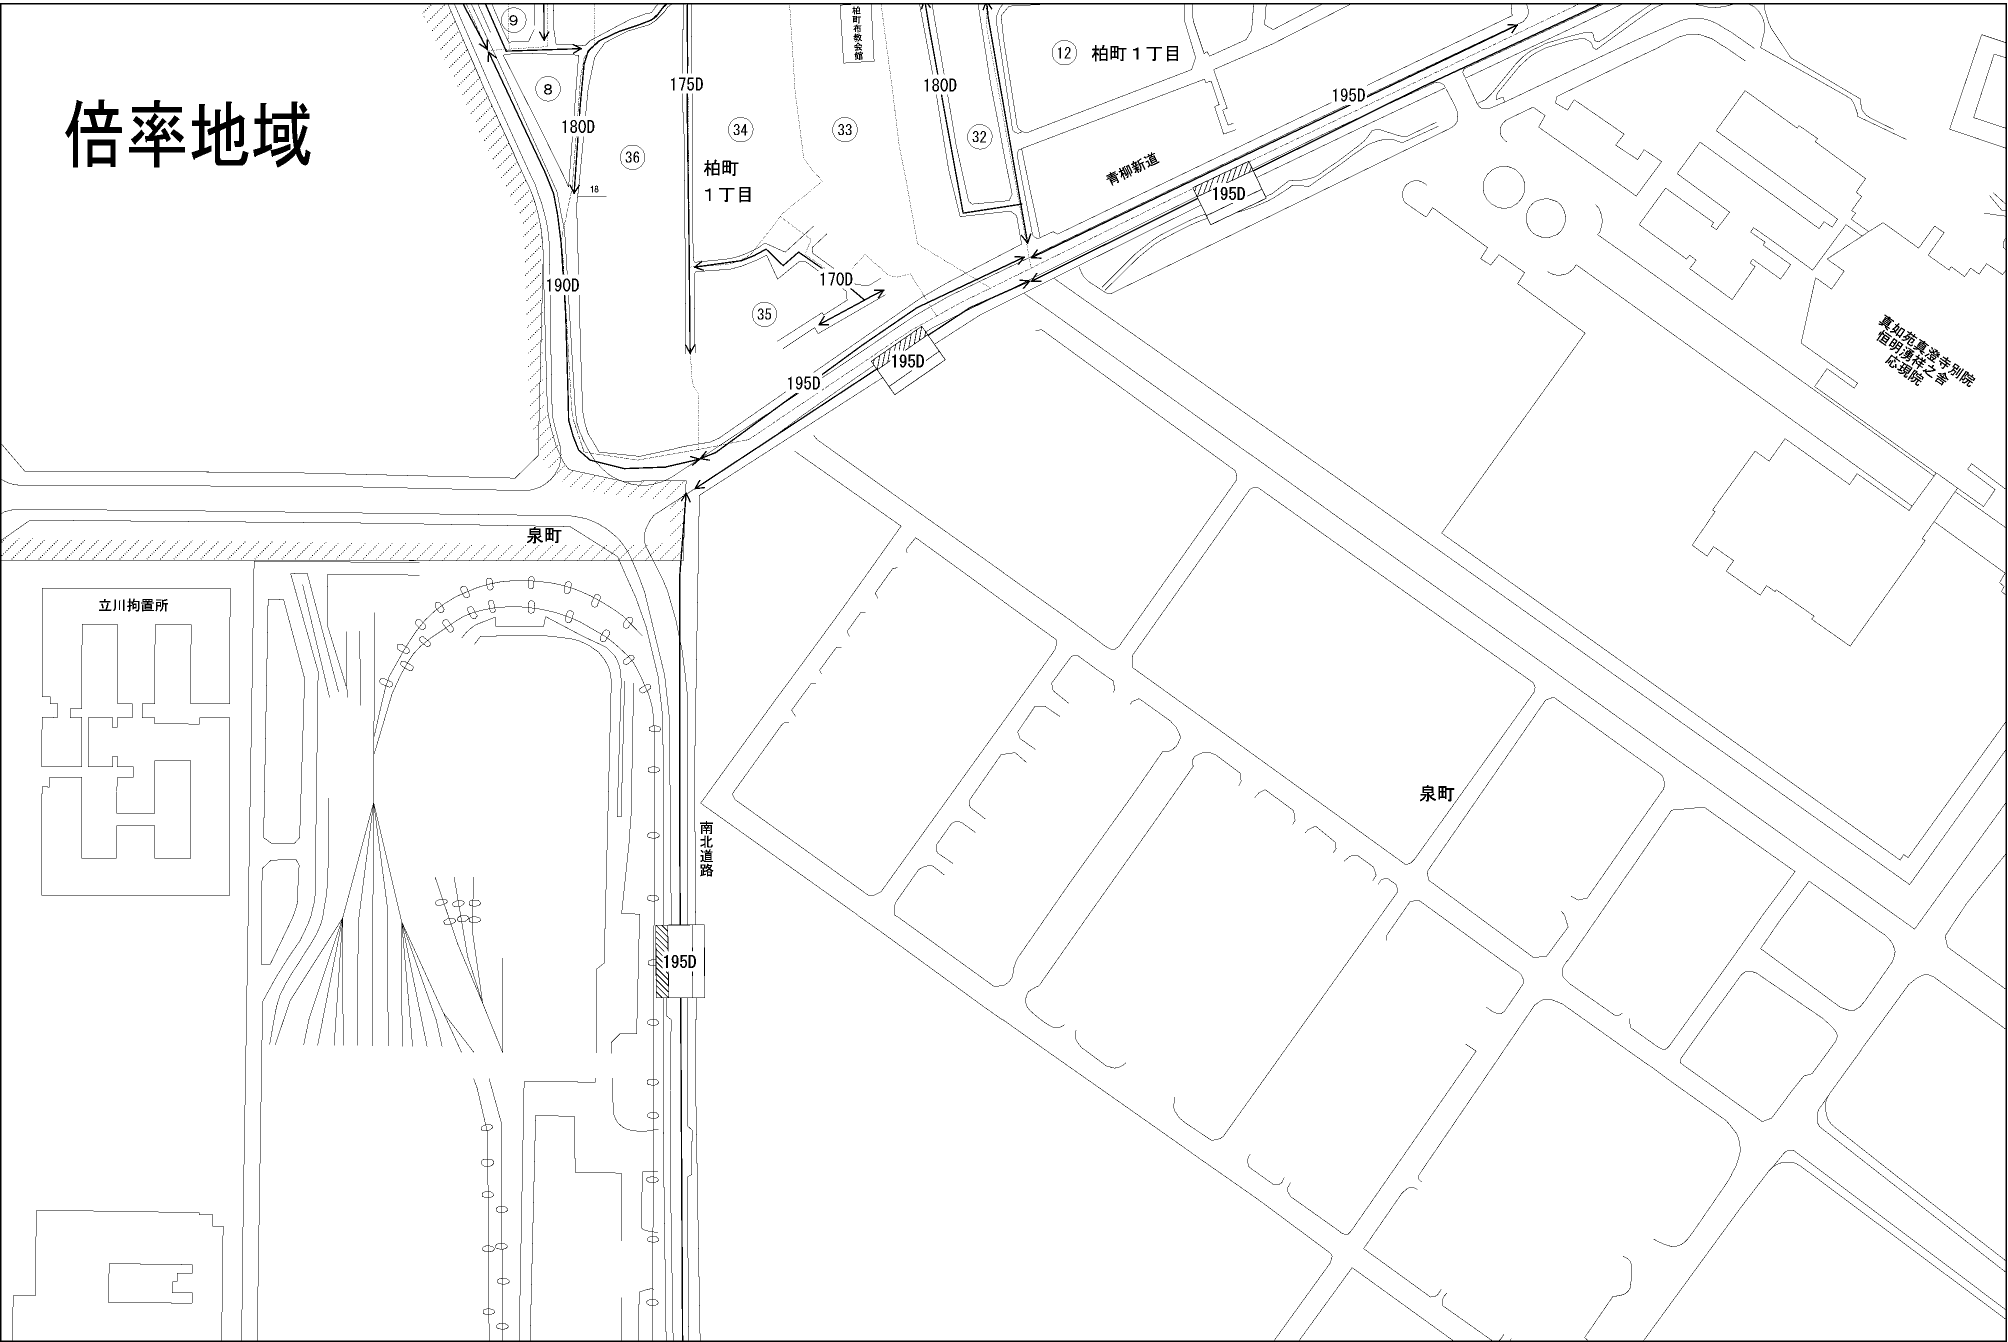 ⑨
柏町布教会館
⑫ 柏町１丁目
175D
180D
⑧
195D
倍率地域
180D
㉞
㉝
㉜
㊱
柏町
１丁目
青柳新道
18
195D
170D
190D
㉟
真如苑真澄寺別院
恒明湧祥之舎
応現院
195D
195D
泉町
立川拘置所
泉町
南北道路
195D